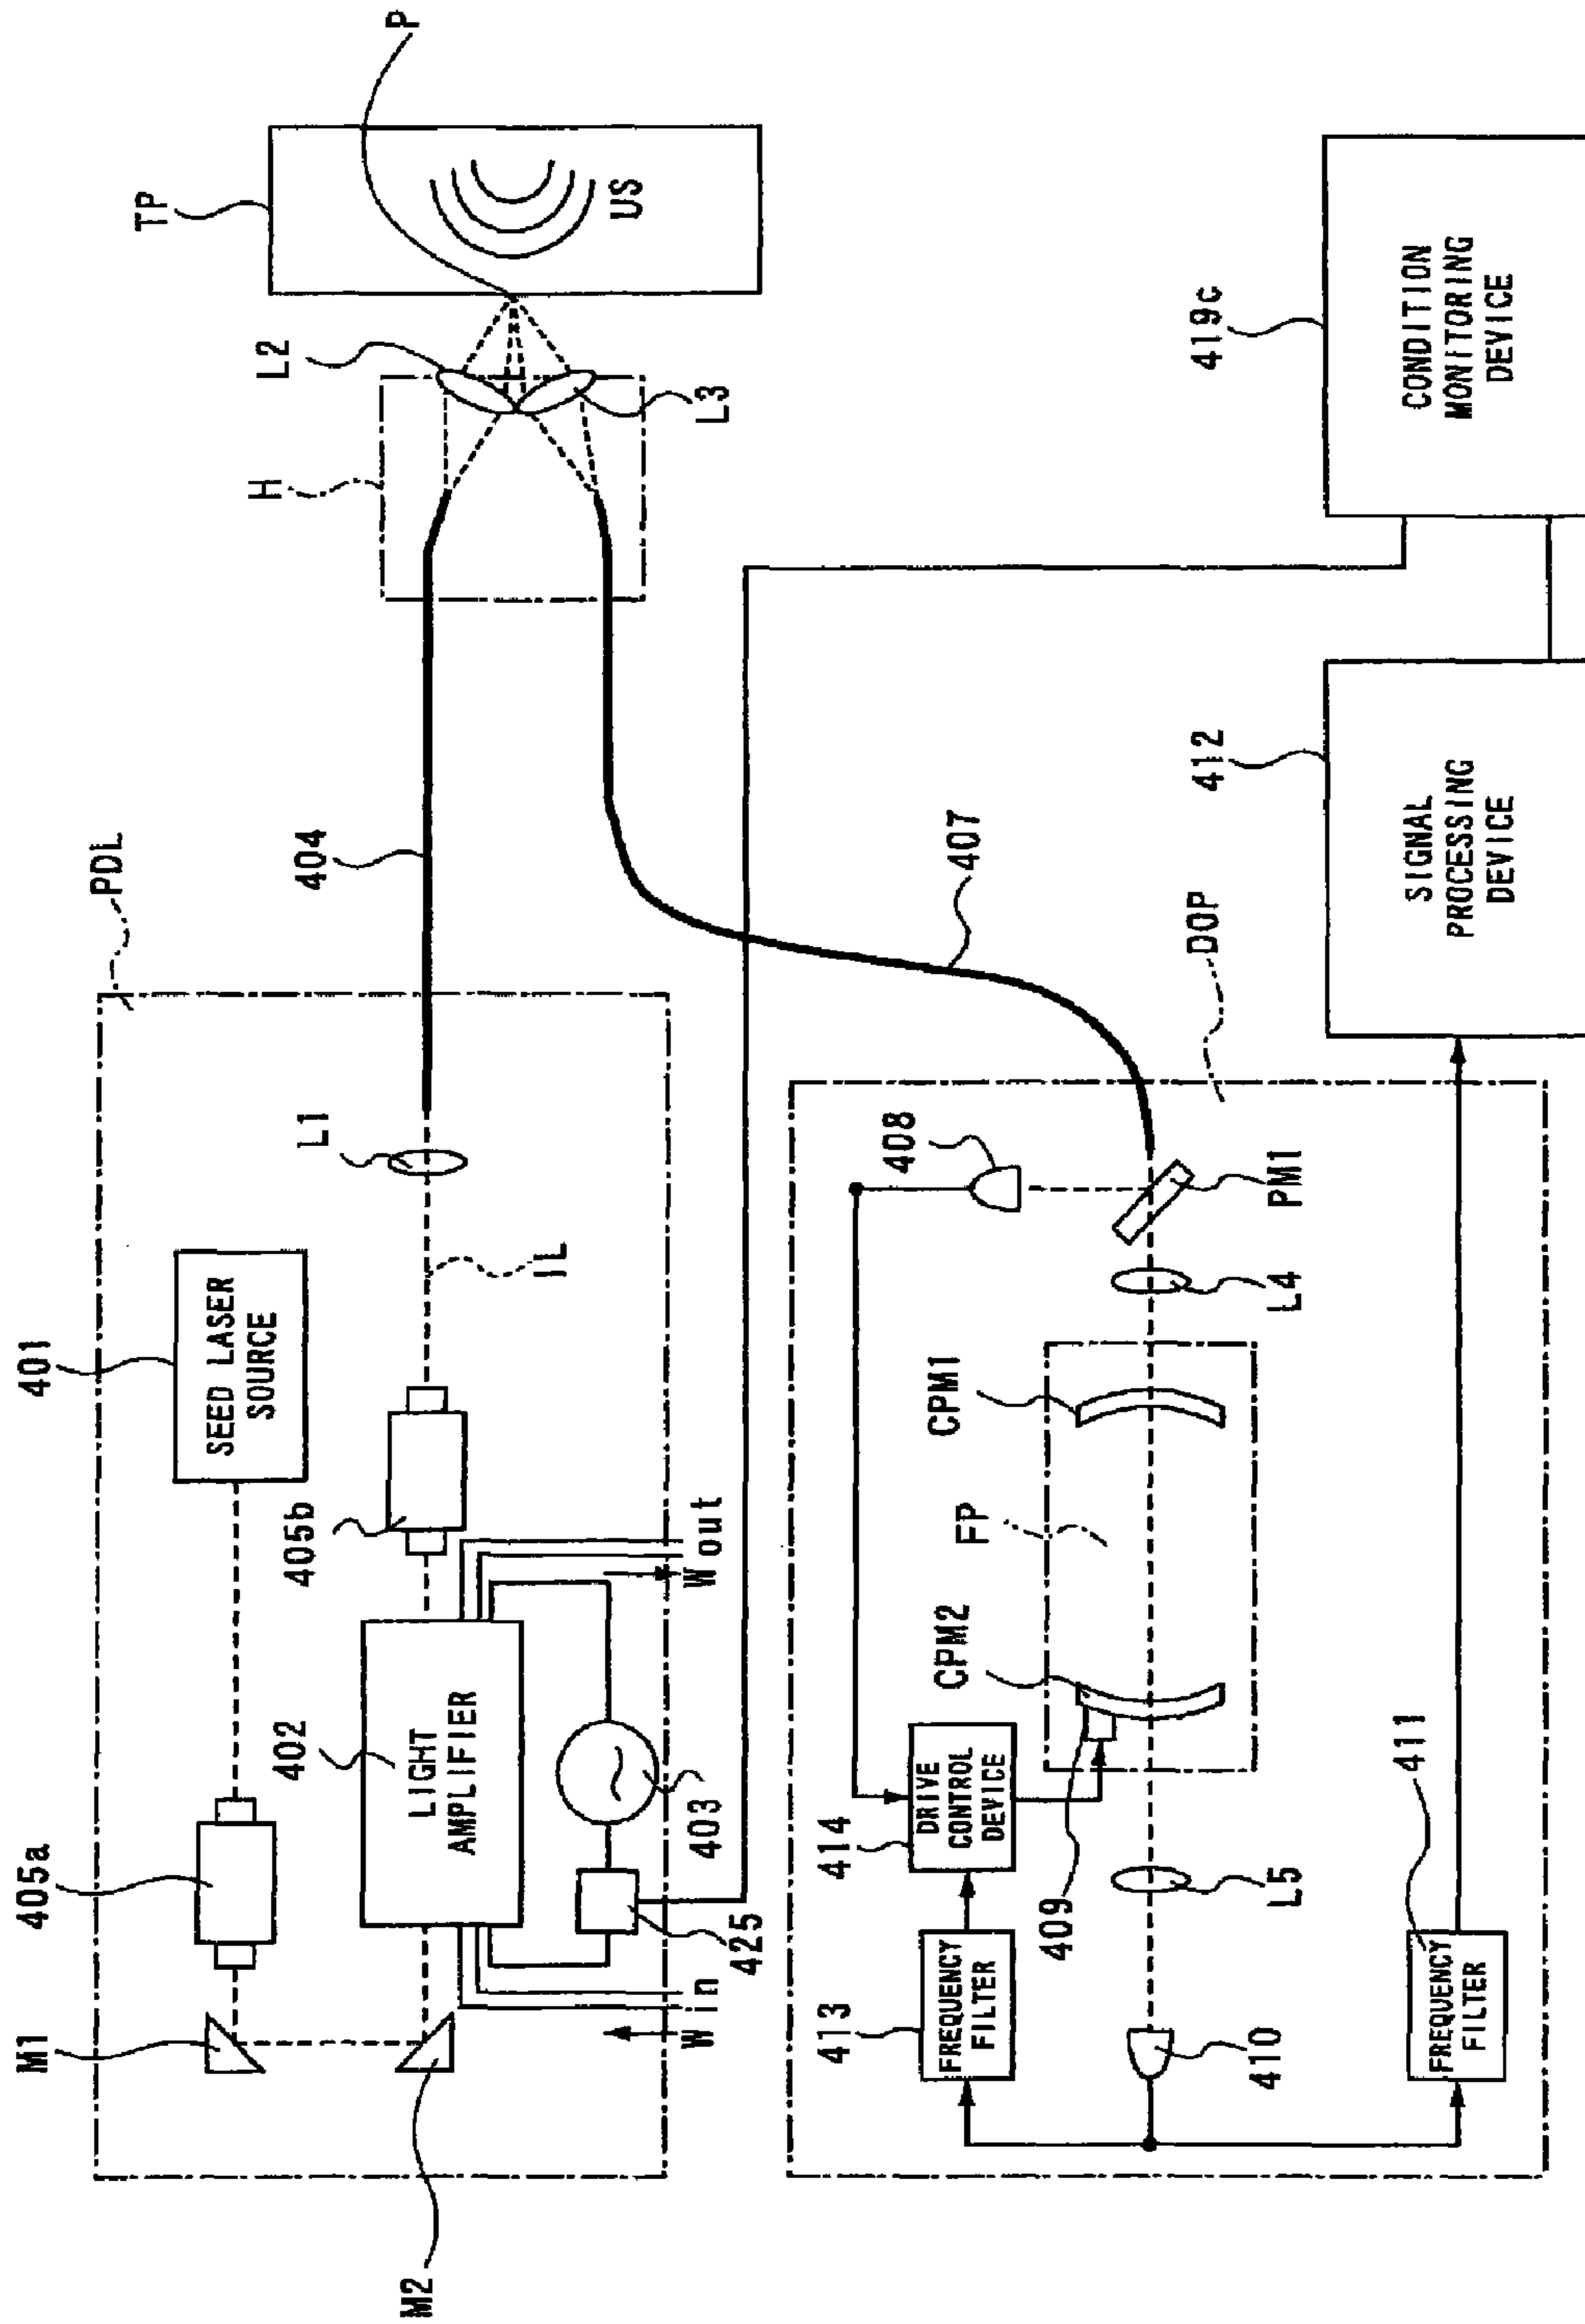 401
SEED LASER
SOURCE
405a
M1
M2
402
LIGHT
AMPLIFIER
405b
IL
L1
PDL
404
H
L2
L3
TP
US
P
403
425
W in
W out
407
DOP
408
PM1
L4
CPM1
FP
CPM2
409
414
DRIVE
CONTROL
DEVICE
413
FREQUENCY
FILTER
L5
410
411
FREQUENCY
FILTER
412
SIGNAL
PROCESSING
DEVICE
419c
CONDITION
MONITORING
DEVICE